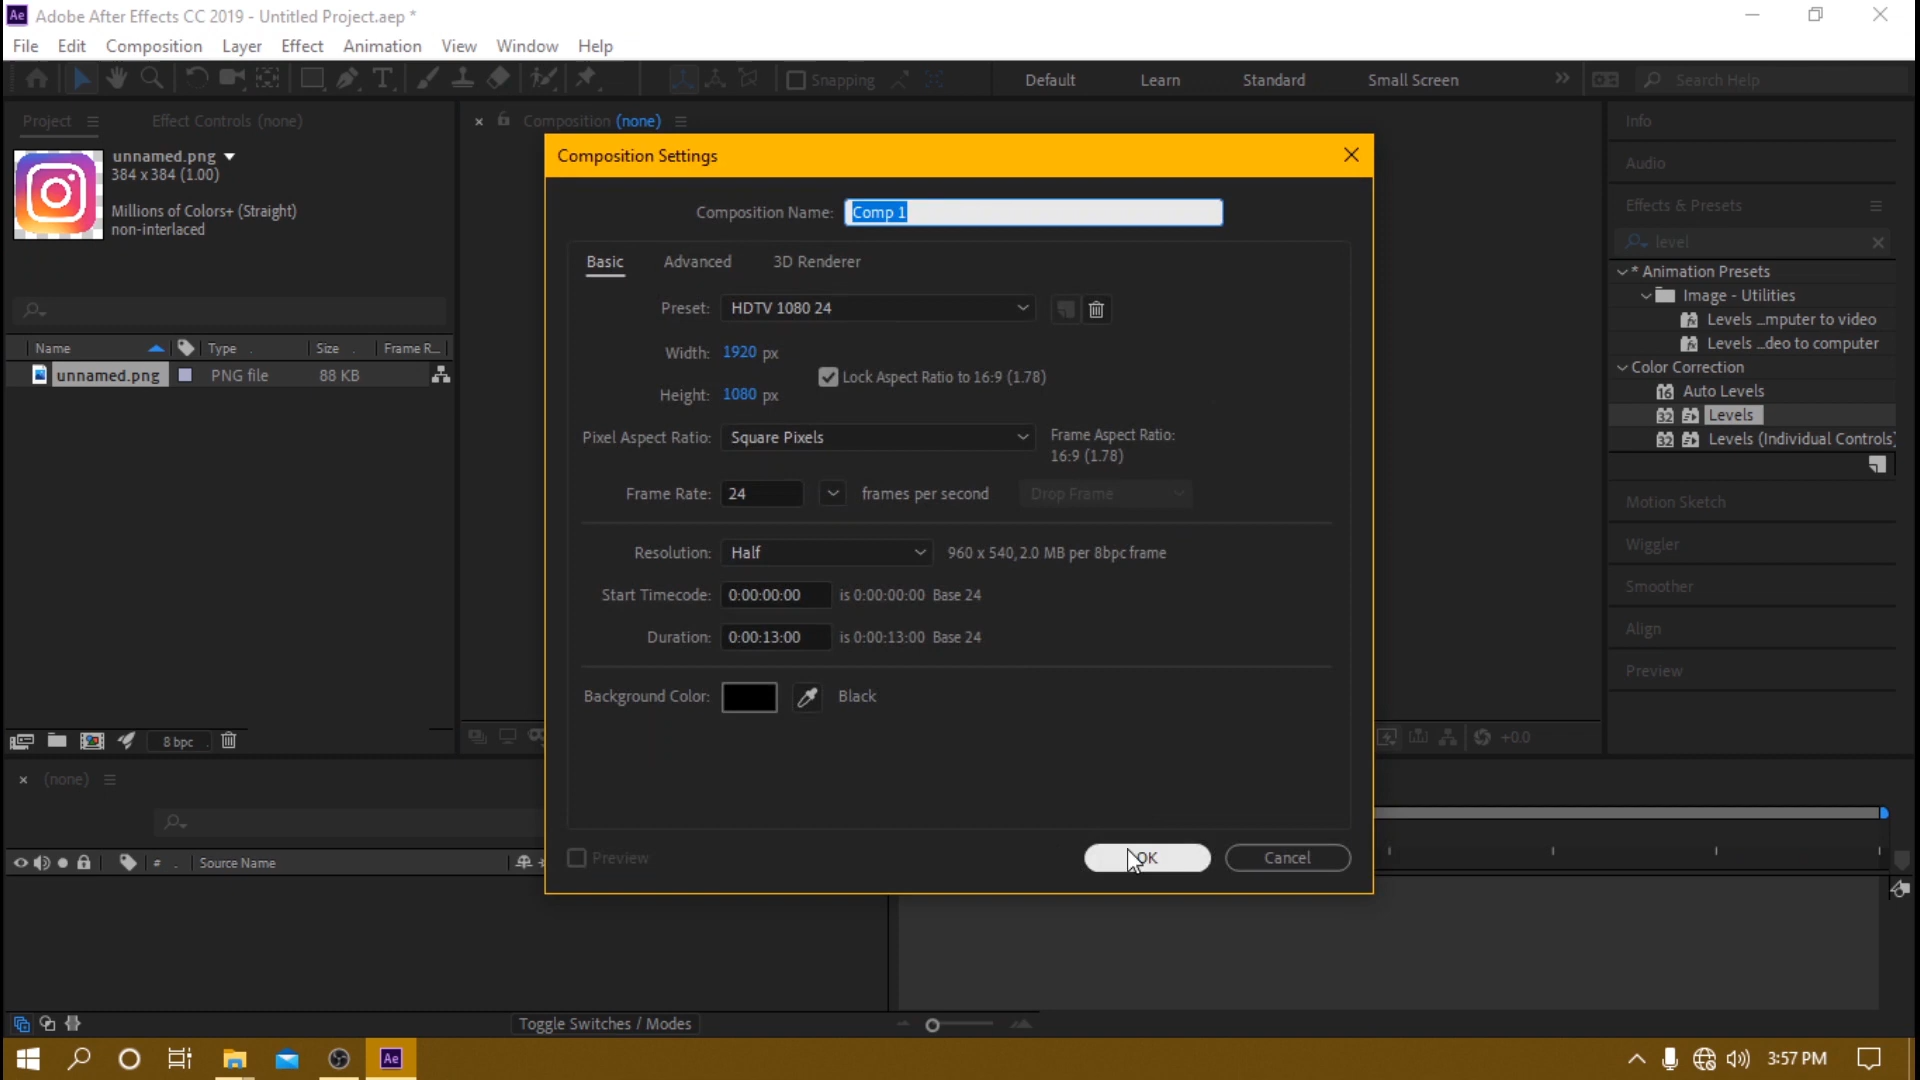 Ae Adobe After Effects CC 2019 - Untitled Project.aep *
File Edit Composition Layer Effect Animation View Window Help
T Snapping Default Learn Standard Small Screen >> Search Help
Project Effect Controls (none) × Composition (none) Info
unnamed.png
384 x 384 (1.00)
Millions of Colors+ (Straight)
non-interlaced
Name Type Size Frame R...
unnamed.png PNG file 88 KB
8 bpc
Composition Settings
Composition Name: Comp 1
Basic Advanced 3D Renderer
Preset: HDTV 1080 24
Width: 1920 px
Lock Aspect Ratio to 16:9 (1.78)
Height: 1080 px
Pixel Aspect Ratio: Square Pixels Frame Aspect Ratio:
16:9 (1.78)
Frame Rate: 24 frames per second Drop Frame
Resolution: Half 960 x 540, 2.0 MB per 8bpc frame
Start Timecode: 0:00:00:00 is 0:00:00:00 Base 24
Duration: 0:00:13:00 is 0:00:13:00 Base 24
Background Color: Black
Preview OK Cancel
Audio
Effects & Presets
level
* Animation Presets
Image - Utilities
Levels ...mputer to video
Levels ...deo to computer
Color Correction
16 Auto Levels
32 Levels
32 Levels (Individual Controls)
Motion Sketch
Wiggler
Smoother
Align
Preview
+0.0
× (none)
# . Source Name
Toggle Switches / Modes
Ae 3:57 PM